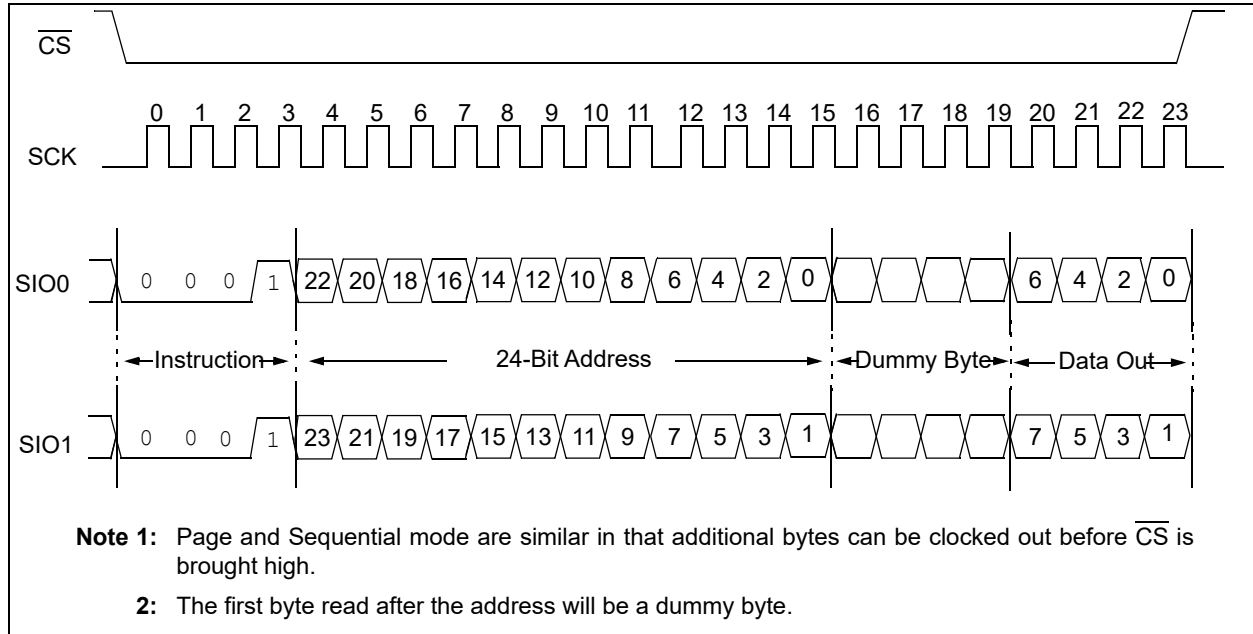 CS
0 1 2 3 4 5 6 7 8 9 10 11 12 13 14 15 16 17 18 19 20 21 22 23
SCK
SIO0 0 0 0 1 22 20 18 16 14 12 10 8 6 4 2 0 6 4 2 0
Instruction 24-Bit Address Dummy Byte Data Out
SIO1 0 0 0 1 23 21 19 17 15 13 11 9 7 5 3 1 7 5 3 1
Note 1: Page and Sequential mode are similar in that additional bytes can be clocked out before CS is
brought high.
2: The first byte read after the address will be a dummy byte.